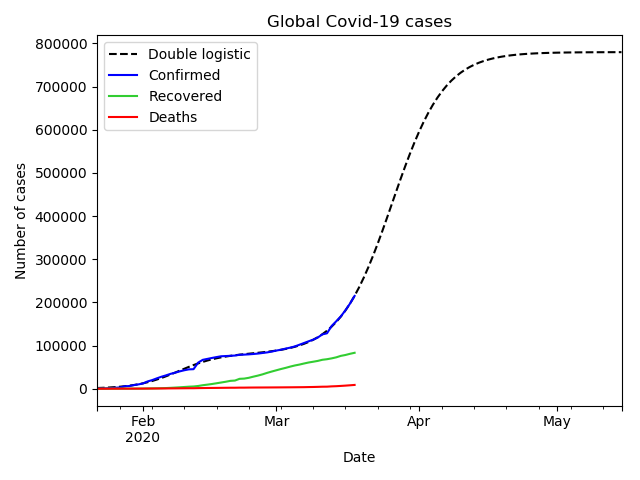 Global Covid-19 cases
800000
700000
600000
500000
400000
300000
200000
100000
0
Number of cases
Double logistic
Confirmed
Recovered
Deaths
Feb
2020
Mar
Apr
May
Date